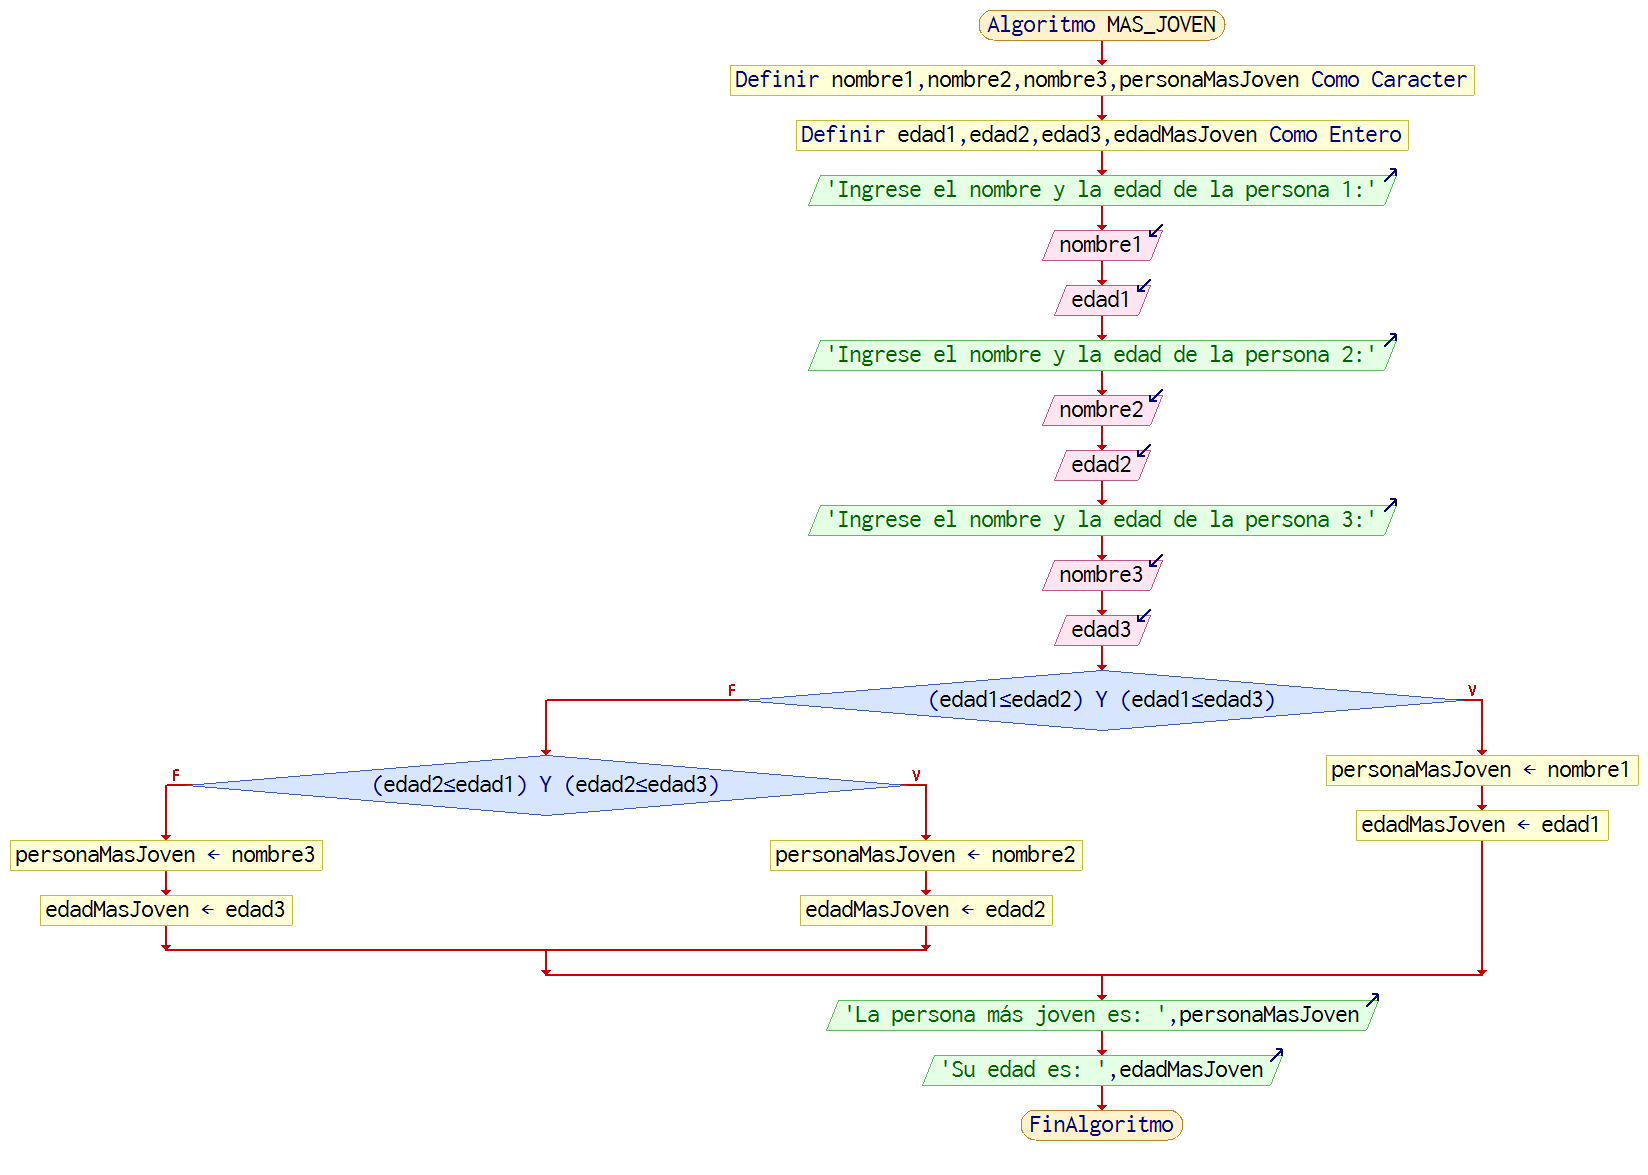 Algoritmo MAS_JOVEN
Definir nombre1,nombre2,nombre3,personaMasJoven Como Caracter
Definir edad1,edad2,edad3,edadMasJoven Como Entero
'Ingrese el nombre y la edad de la persona 1:'
nombre1
edad1
'Ingrese el nombre y la edad de la persona 2:'
nombre2
edad2
'Ingrese el nombre y la edad de la persona 3:'
nombre3
edad3
F
(edad1≤edad2) Y (edad1≤edad3)
V
F
(edad2≤edad1) Y (edad2≤edad3)
V
personaMasJoven ← nombre1
edadMasJoven ← edad1
personaMasJoven ← nombre3
personaMasJoven ← nombre2
edadMasJoven ← edad3
edadMasJoven ← edad2
'La persona más joven es: ',personaMasJoven
'Su edad es: ',edadMasJoven
FinAlgoritmo